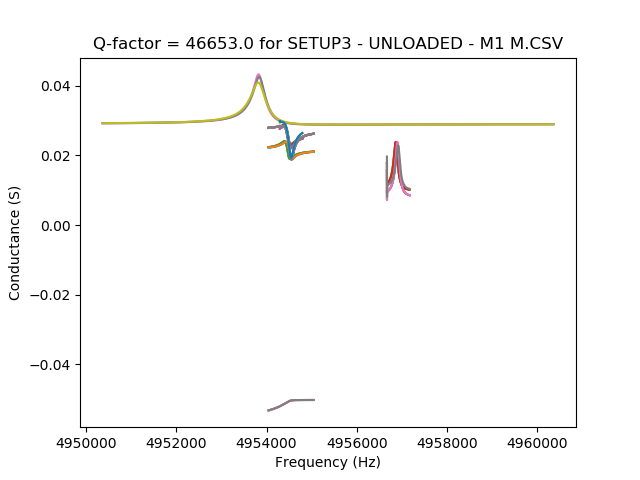 Q-factor = 46653.0 for SETUP3 - UNLOADED - M1 M.CSV
0.04
0.02
0.00
−0.02
−0.04
Conductance (S)
4950000 4952000 4954000 4956000 4958000 4960000
Frequency (Hz)